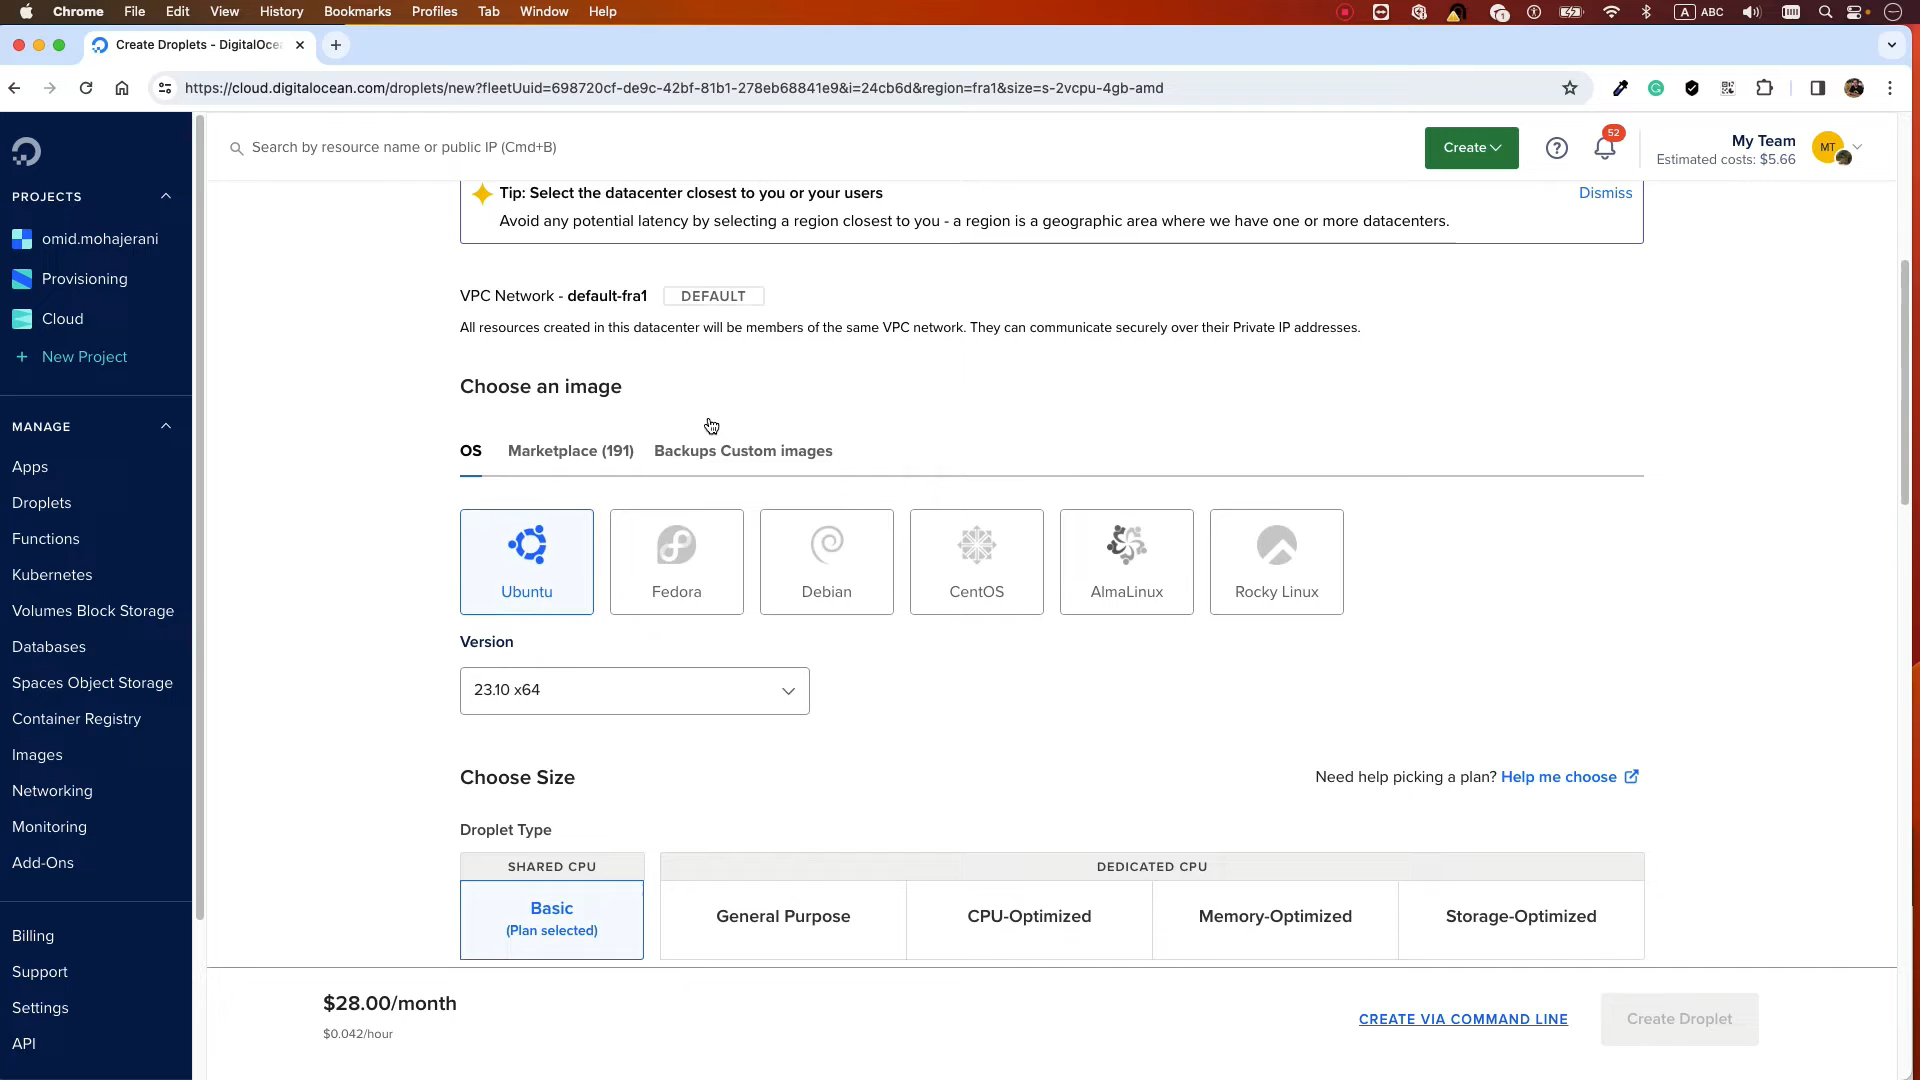 Chrome File Edit View History Bookmarks Profiles Tab Window Help
A ABC
Create Droplets - DigitalOce
https://cloud.digitalocean.com/droplets/new?fleetUuid=698720cf-de9c-42bf-81b1-278eb68841e9&i=24cb6d&region=fra1&size=s-2vcpu-4gb-amd
Search by resource name or public IP (Cmd+B)
Create
52
My Team
Estimated costs: $5.66
MT
PROJECTS
omid.mohajerani
Provisioning
Cloud
+ New Project
MANAGE
Apps
Droplets
Functions
Kubernetes
Volumes Block Storage
Databases
Spaces Object Storage
Container Registry
Images
Networking
Monitoring
Add-Ons
Billing
Support
Settings
API
Tip: Select the datacenter closest to you or your users
Dismiss
Avoid any potential latency by selecting a region closest to you - a region is a geographic area where we have one or more datacenters.
VPC Network - default-fra1 DEFAULT
All resources created in this datacenter will be members of the same VPC network. They can communicate securely over their Private IP addresses.
Choose an image
OS Marketplace (191) Backups Custom images
Ubuntu Fedora Debian CentOS AlmaLinux Rocky Linux
Version
23.10 x64
Choose Size
Need help picking a plan? Help me choose
Droplet Type
SHARED CPU DEDICATED CPU
Basic
(Plan selected)
General Purpose CPU-Optimized Memory-Optimized Storage-Optimized
$28.00/month
$0.042/hour
CREATE VIA COMMAND LINE
Create Droplet